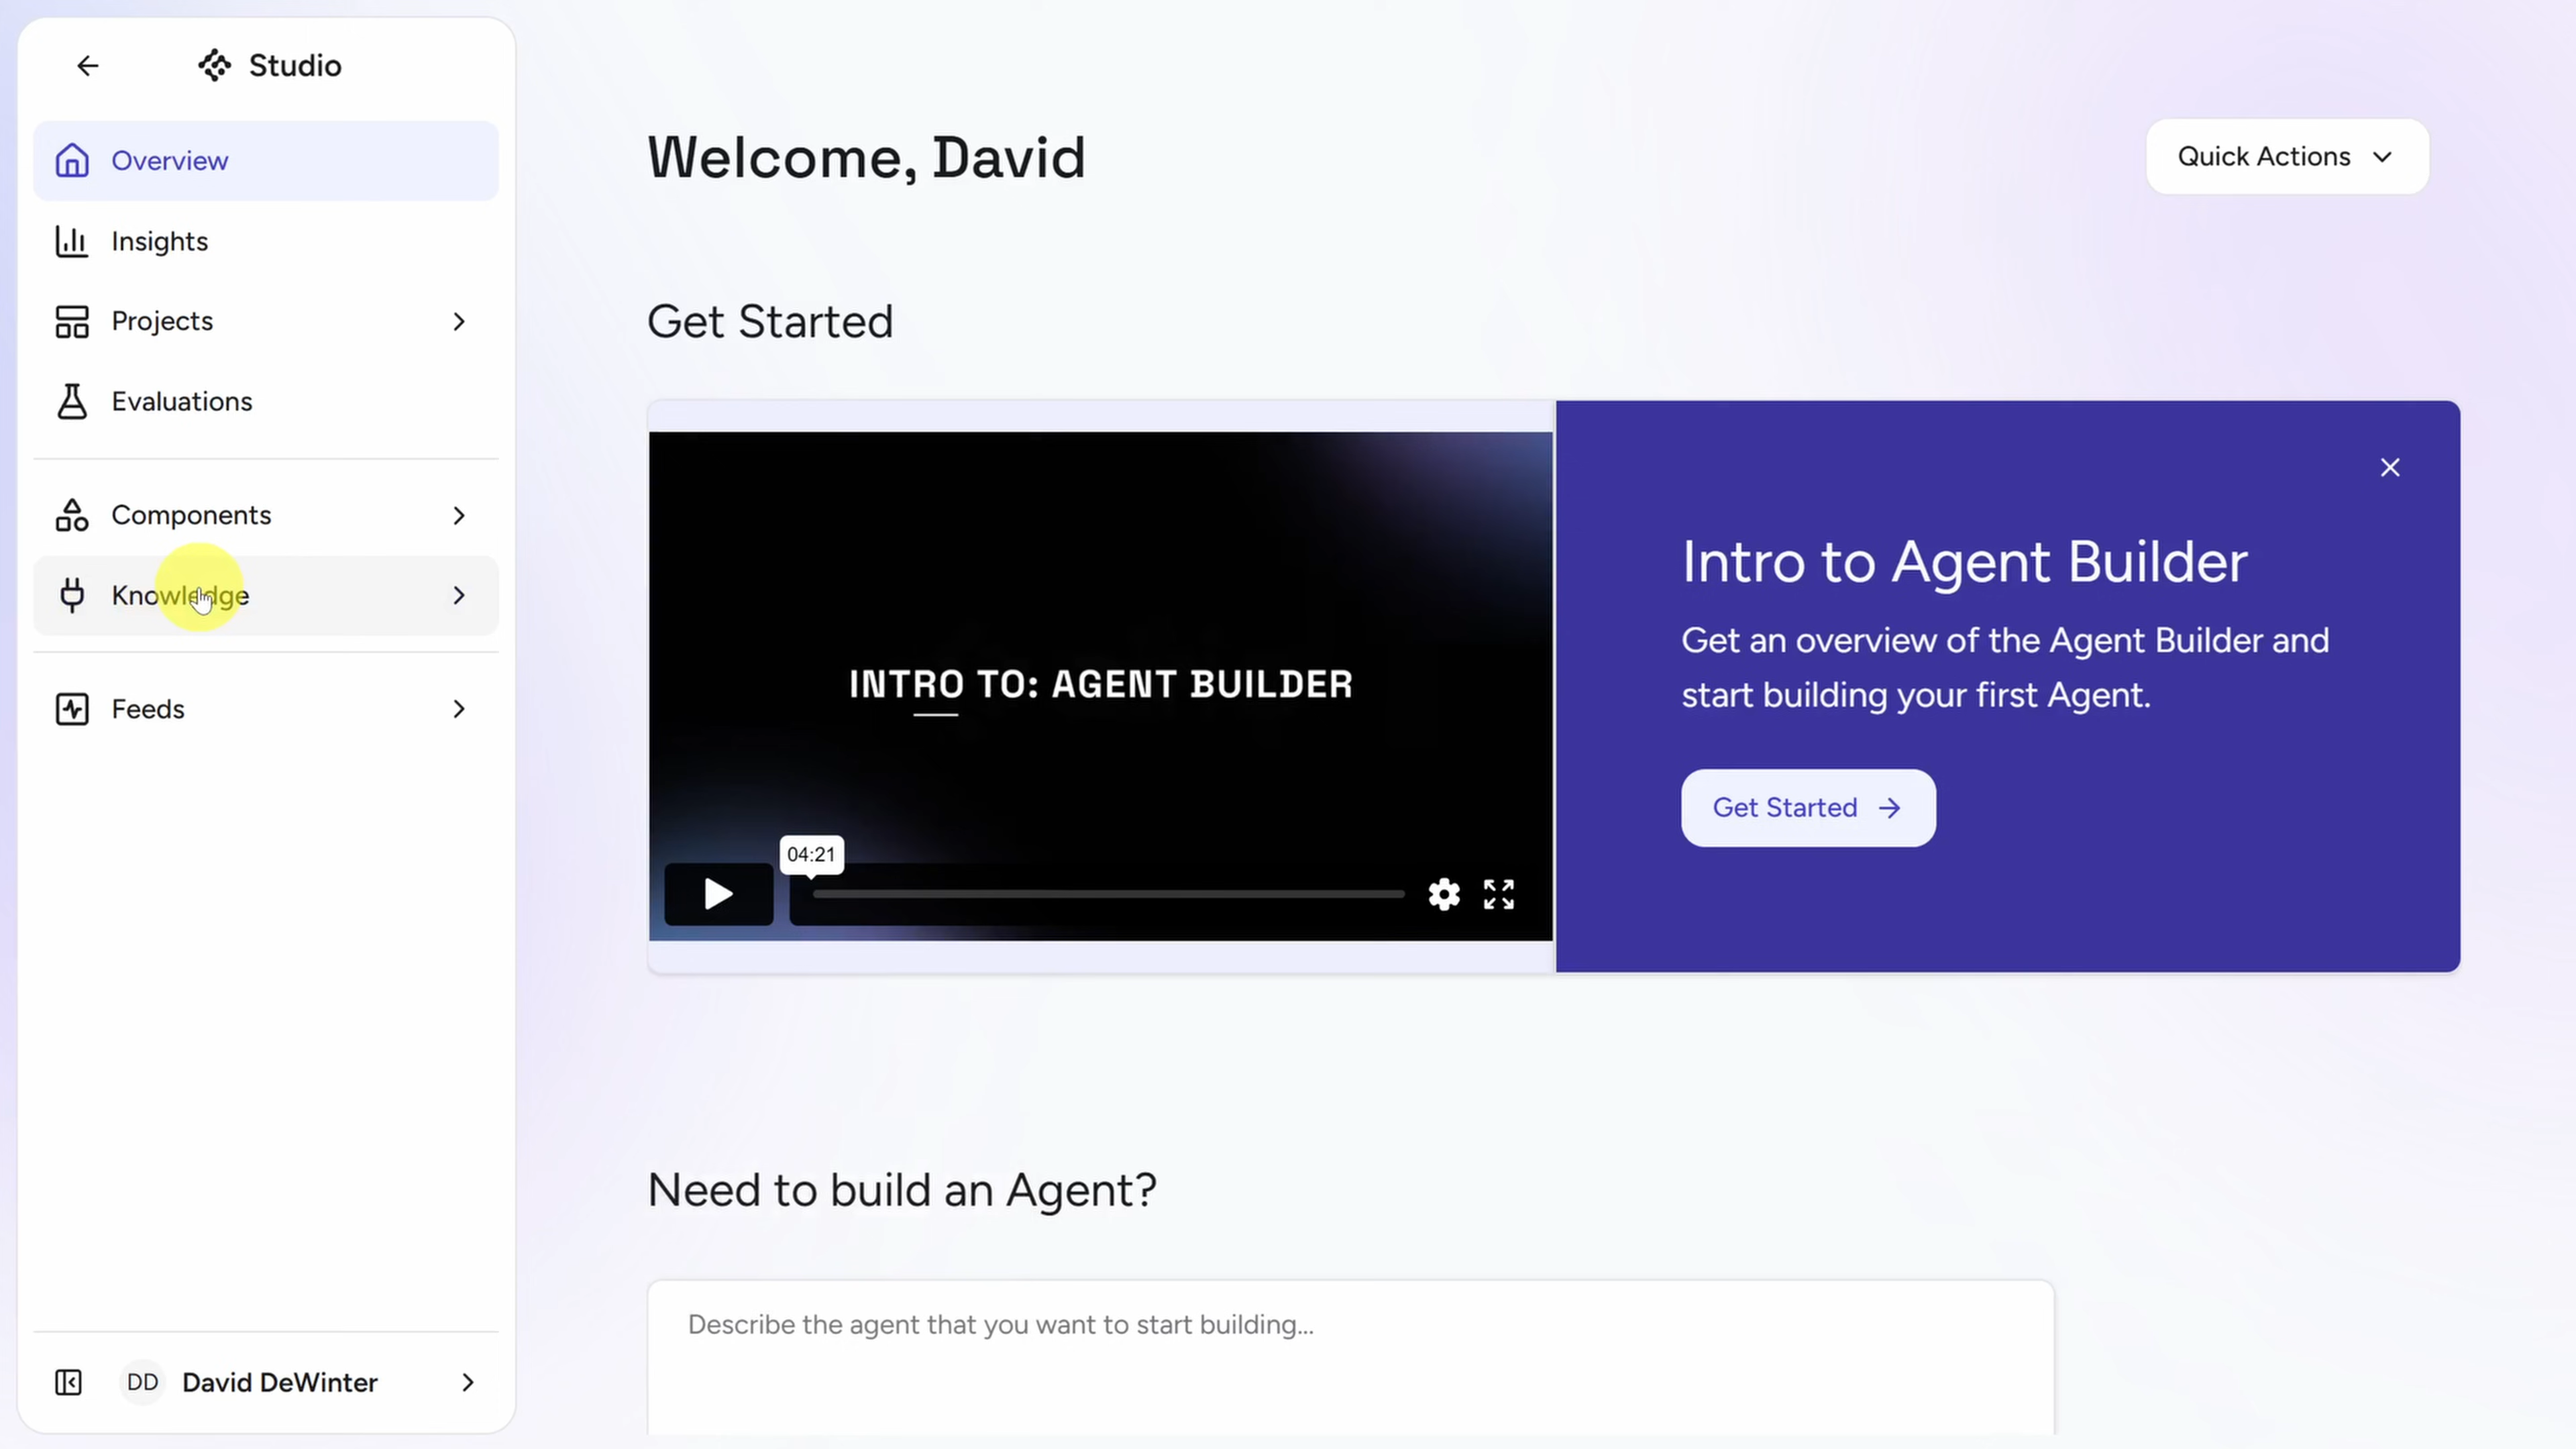 Studio
Overview
Insights
Projects
Evaluations
Components
Knowledge
Feeds
DD David DeWinter
Welcome, David
Quick Actions
Get Started
INTRO TO: AGENT BUILDER
04:21
Intro to Agent Builder
Get an overview of the Agent Builder and
start building your first Agent.
Get Started
Need to build an Agent?
Describe the agent that you want to start building...